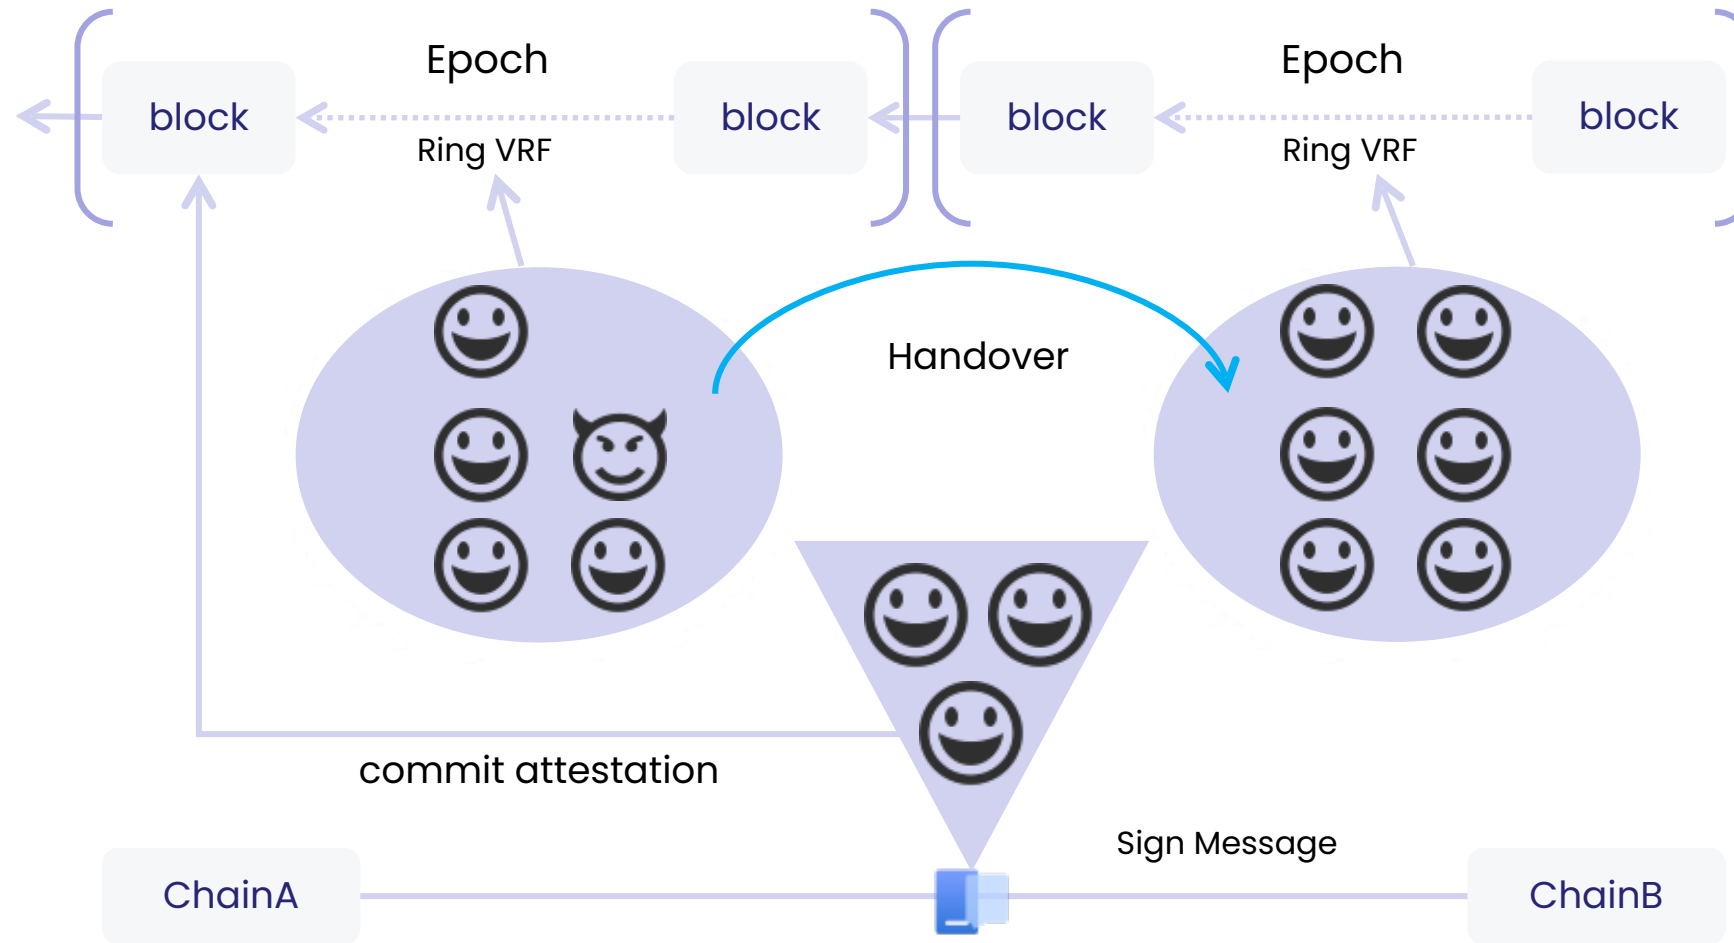 Epoch
Epoch
block
block
block
block
Ring VRF
Ring VRF
Handover
commit attestation
Sign Message
ChainA
ChainB